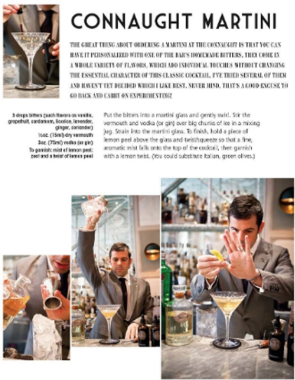 CONNAUGHT MARTINI
THE GREAT THING ABOUT ORDERING A MARTINI AT THE CONNAUGHT IS THAT YOU CAN
HAVE IT PERSONALIZED WITH ONE OF THE BAR'S HOMEMADE BITTERS. THEY COME IN
A WHOLE VARIETY OF FLAVORS, WHICH ADD INDIVIDUAL TOUCHES WITHOUT CHANGING
THE ESSENTIAL CHARACTER OF THIS CLASSIC COCKTAIL. I'VE TRIED SEVERAL OF THEM
AND HAVEN'T YET DECIDED WHICH I LIKE BEST. NEVER MIND, THAT'S A GOOD EXCUSE TO
GO BACK AND CARRY ON EXPERIMENTING!
3 drops bitters (such flavors as vanilla,
grapefruit, cardamom, licorice, lavender,
ginger, coriander)
½oz. (15ml) dry vermouth
2oz. (75ml) vodka (or gin)
To garnish: mist of lemon peel;
zest and a twist of lemon peel
Put the bitters into a martini glass and gently swirl. Stir the
vermouth and vodka (or gin) over big chunks of ice in a mixing
jug. Strain into the martini glass. To finish, hold a piece of
lemon peel above the glass and twist/squeeze so that a fine,
aromatic mist falls onto the top of the cocktail, then garnish
with a lemon twist. (You could substitute Italian, green olives.)